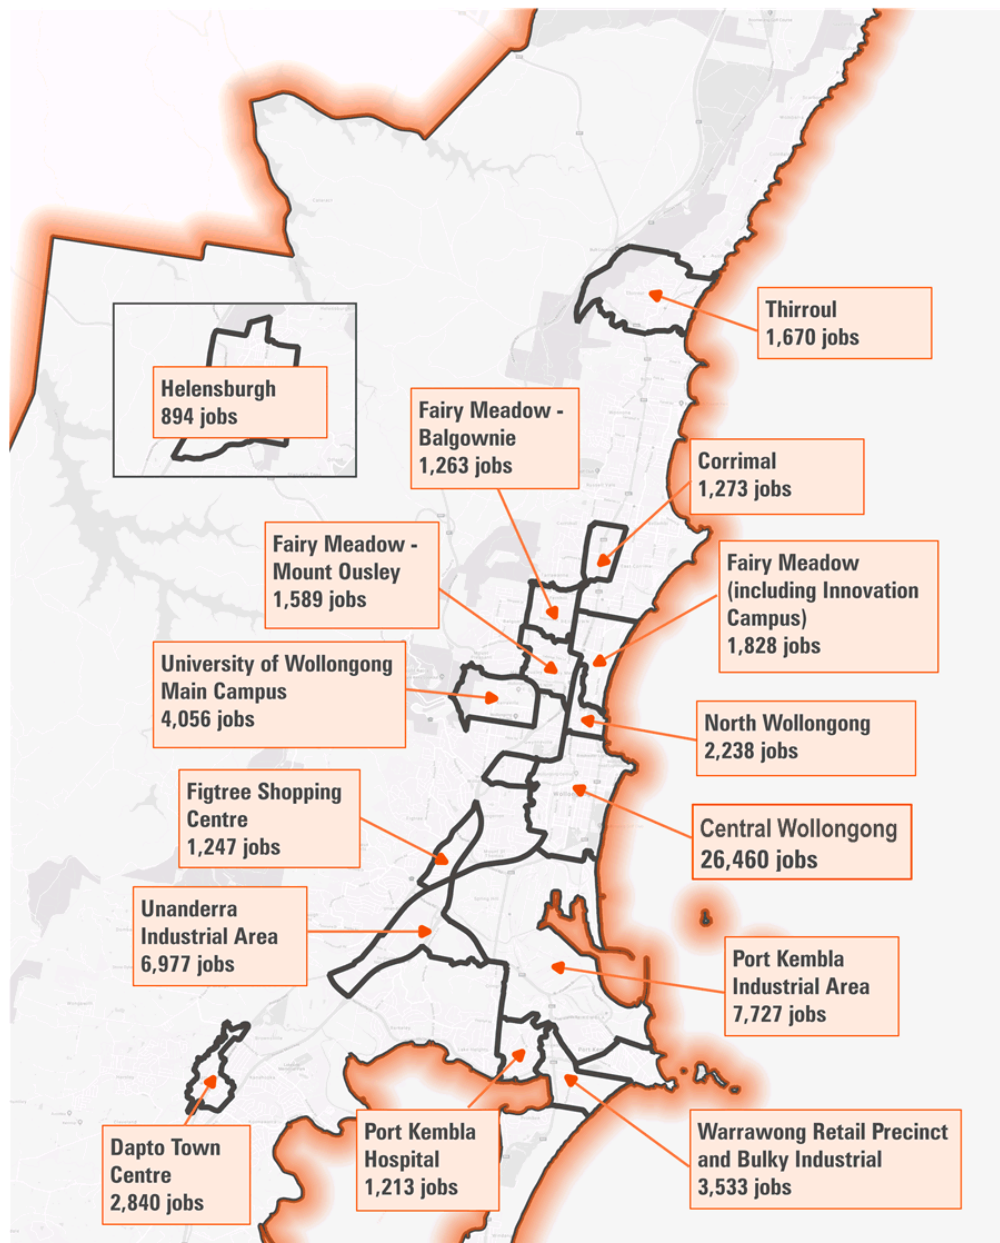 Thirroul
1,670 jobs
Helensburgh
894 jobs
Fairy Meadow -
Balgownie
1,263 jobs
Corrimal
1,273 jobs
Fairy Meadow -
Mount Ousley
1,589 jobs
Fairy Meadow
(including Innovation
Campus)
1,828 jobs
University of Wollongong
Main Campus
4,056 jobs
North Wollongong
2,238 jobs
Figtree Shopping
Centre
1,247 jobs
Central Wollongong
26,460 jobs
Unanderra
Industrial Area
6,977 jobs
Port Kembla
Industrial Area
7,727 jobs
Dapto Town
Centre
2,840 jobs
Port Kembla
Hospital
1,213 jobs
Warrawong Retail Precinct
and Bulky Industrial
3,533 jobs